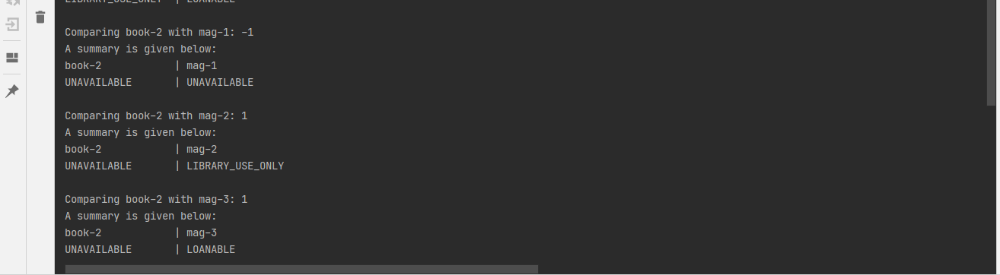 LIBRARY_USE_ONLY  | LOANABLE
Comparing book-2 with mag-1: -1
A summary is given below:
book-2            | mag-1
UNAVAILABLE       | UNAVAILABLE
Comparing book-2 with mag-2: 1
A summary is given below:
book-2            | mag-2
UNAVAILABLE       | LIBRARY_USE_ONLY
Comparing book-2 with mag-3: 1
A summary is given below:
book-2            | mag-3
UNAVAILABLE       | LOANABLE